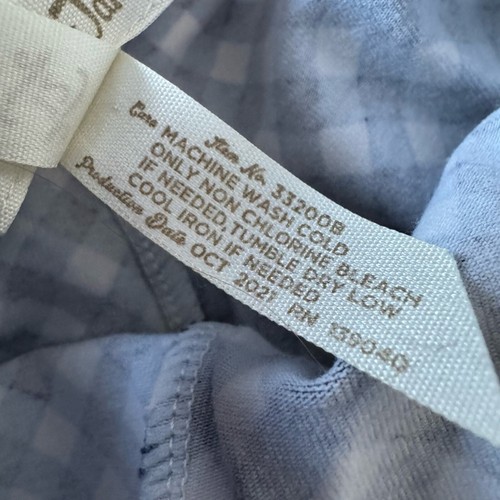 Item No. 33200B
Care MACHINE WASH COLD
ONLY NON CHLORINE BLEACH
IF NEEDED TUMBLE DRY LOW
COOL IRON IF NEEDED
Production Date OCT 2021 RN